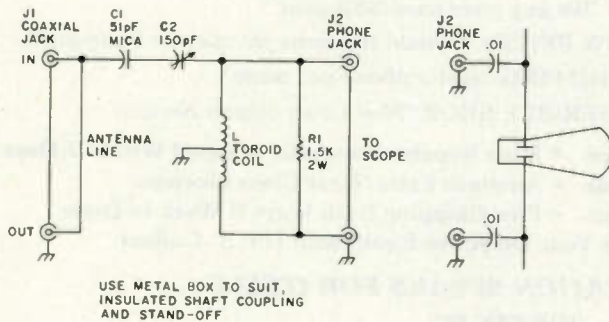 J1
COAXIAL
JACK
C1
51pF
MICA
C2
150pF
J2
PHONE
JACK
J2
PHONE
JACK
IN
.01
ANTENNA
LINE
L
TOROID
COIL
R1
1.5K
2W
TO
SCOPE
OUT
.01
USE METAL BOX TO SUIT,
INSULATED SHAFT COUPLING
AND STAND-OFF